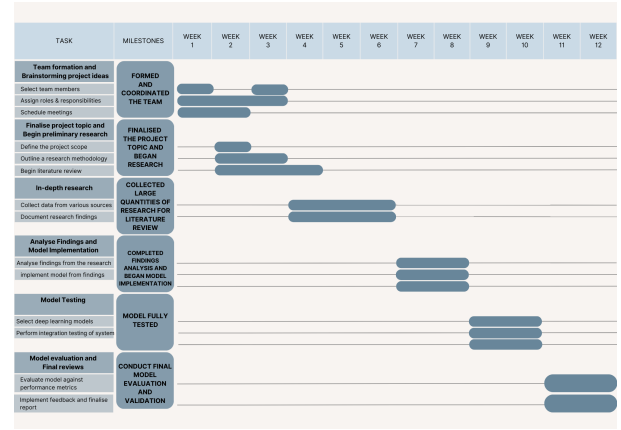 TASK MILESTONES WEEK 1 WEEK 2 WEEK 3 WEEK 4 WEEK 5 WEEK 6 WEEK 7 WEEK 8 WEEK 9 WEEK 10 WEEK 11 WEEK 12
Team formation and
Brainstorming project ideas
Select team members
Assign roles & responsibilities
Schedule meetings
FORMED
AND
COORDINATED
THE TEAM
Finalise project topic and
Begin preliminary research
Define the project scope
Outline a research methodology
Begin literature review
FINALISED
THE PROJECT
TOPIC AND
BEGAN
RESEARCH
In-depth research
Collect data from various sources
Document research findings
COLLECTED
LARGE
QUANTITIES OF
RESEARCH FOR
LITERATURE
REVIEW
Analyse Findings and
Model Implementation
Analyse findings from the research
Implement model from findings
COMPLETED
FINDINGS
ANALYSIS AND
BEGAN MODEL
IMPLEMENTATION
Model Testing
Select deep learning models
Perform integration testing of system
MODEL FULLY
TESTED
Model evaluation and
Final reviews
Evaluate model against
performance metrics
Implement feedback and finalise
report
CONDUCT FINAL
MODEL
EVALUATION
AND
VALIDATION